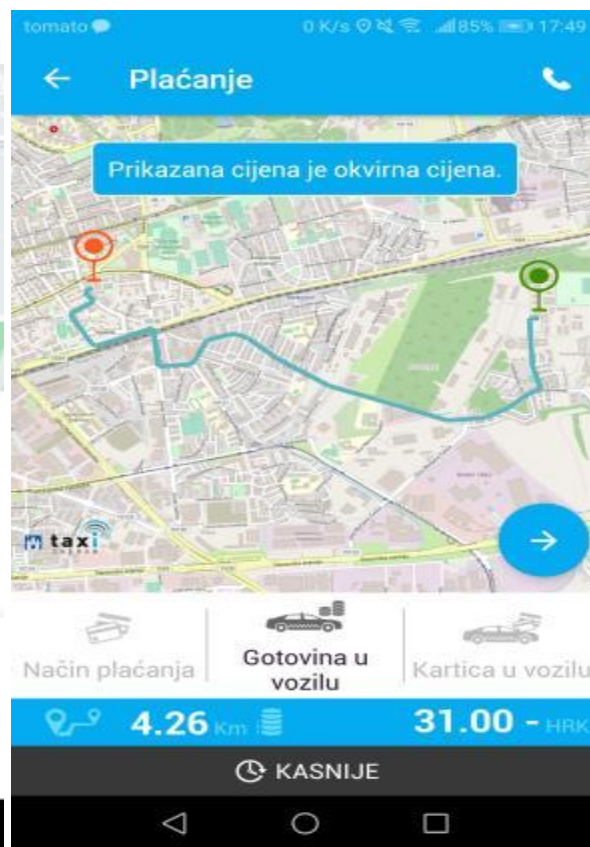 tomato 0 K/s 85% 17:49
Plaćanje
Prikazana cijena je okvirna cijena.
taxi
Način plaćanja
Gotovina u
vozilu
Kartica u vozilu
4.26 Km 31.00 - HRK
KASNIJE